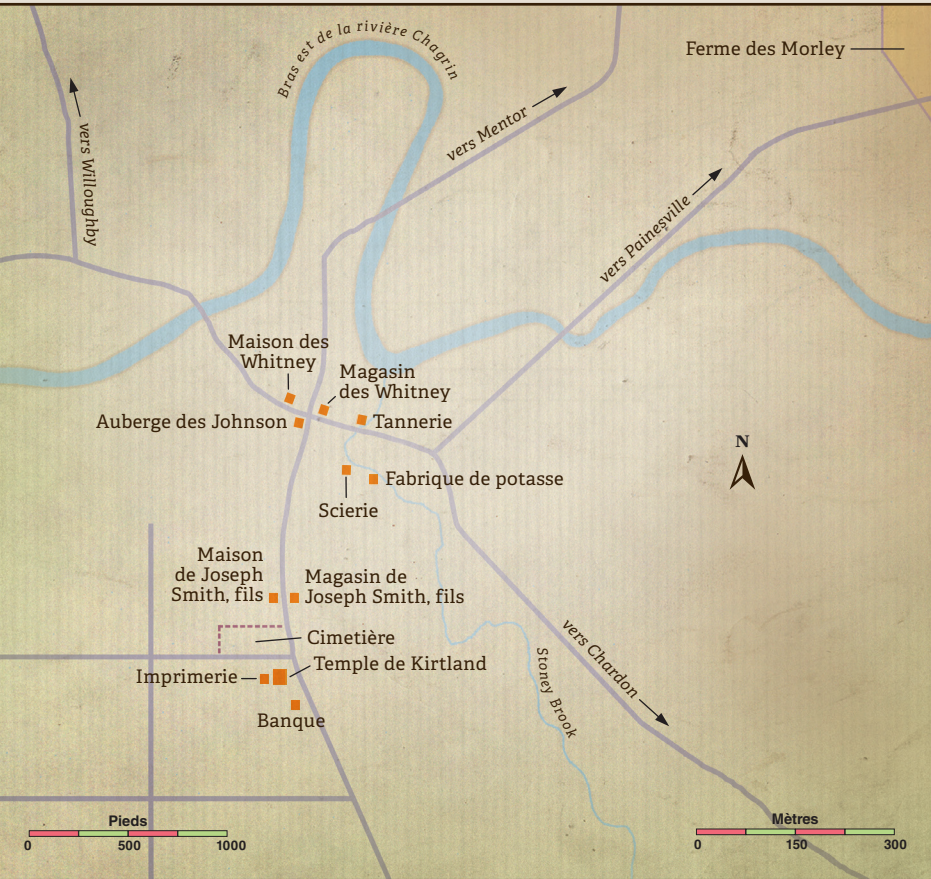 Bras est de la rivière Chagrin
Ferme des Morley
vers Mentor
vers Willoughby
vers Painesville
Maison des
Whitney
Magasin
des Whitney
Auberge des Johnson
Tannerie
N
Fabrique de potasse
Scierie
Maison
de Joseph
Smith, fils
Magasin de
Joseph Smith, fils
Cimetière
vers Chardon
Temple de Kirtland
Imprimerie
Stoney Brook
Banque
Pieds
0 500 1000
Mètres
0 150 300